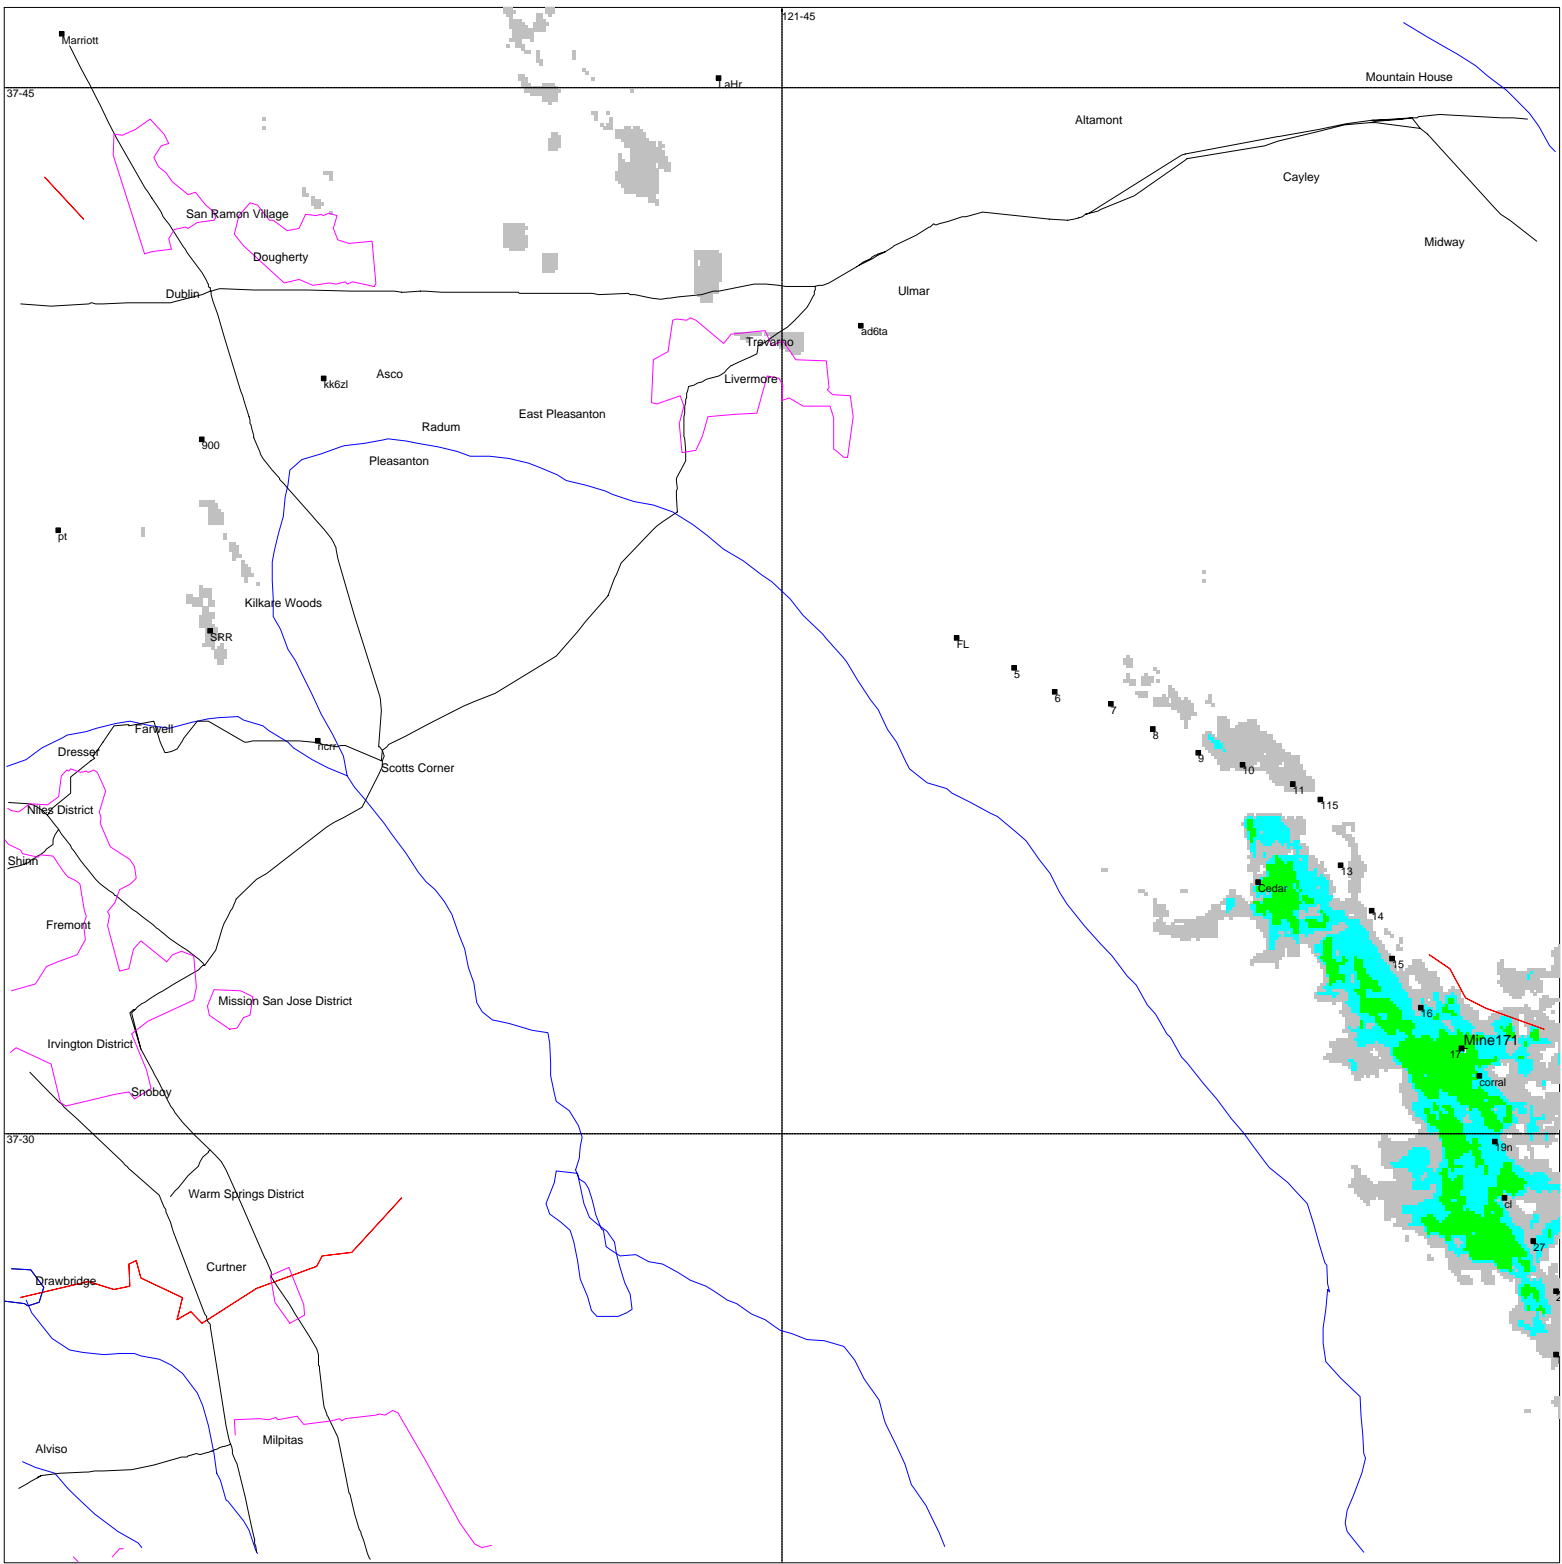 121-45
Marriott
Mountain House
LaHr
37-45
Altamont
Cayley
San Ramon Village
Midway
Dougherty
Dublin
Ulmar
ad6ta
Trevarno
Asco
Livermore
kk6zl
East Pleasanton
Radum
900
Pleasanton
pt
Kilkare Woods
SRR
FL
5
6
7
Farwell
8
ncrr
Dresser
9
Scotts Corner
10
11
115
Niles District
Shinn
13
Cedar
14
Fremont
15
Mission San Jose District
16
Irvington District
Mine171
17
corral
Snoboy
37-30
19n
Warm Springs District
cl
27
Curtner
Drawbridge
2
Milpitas
Alviso